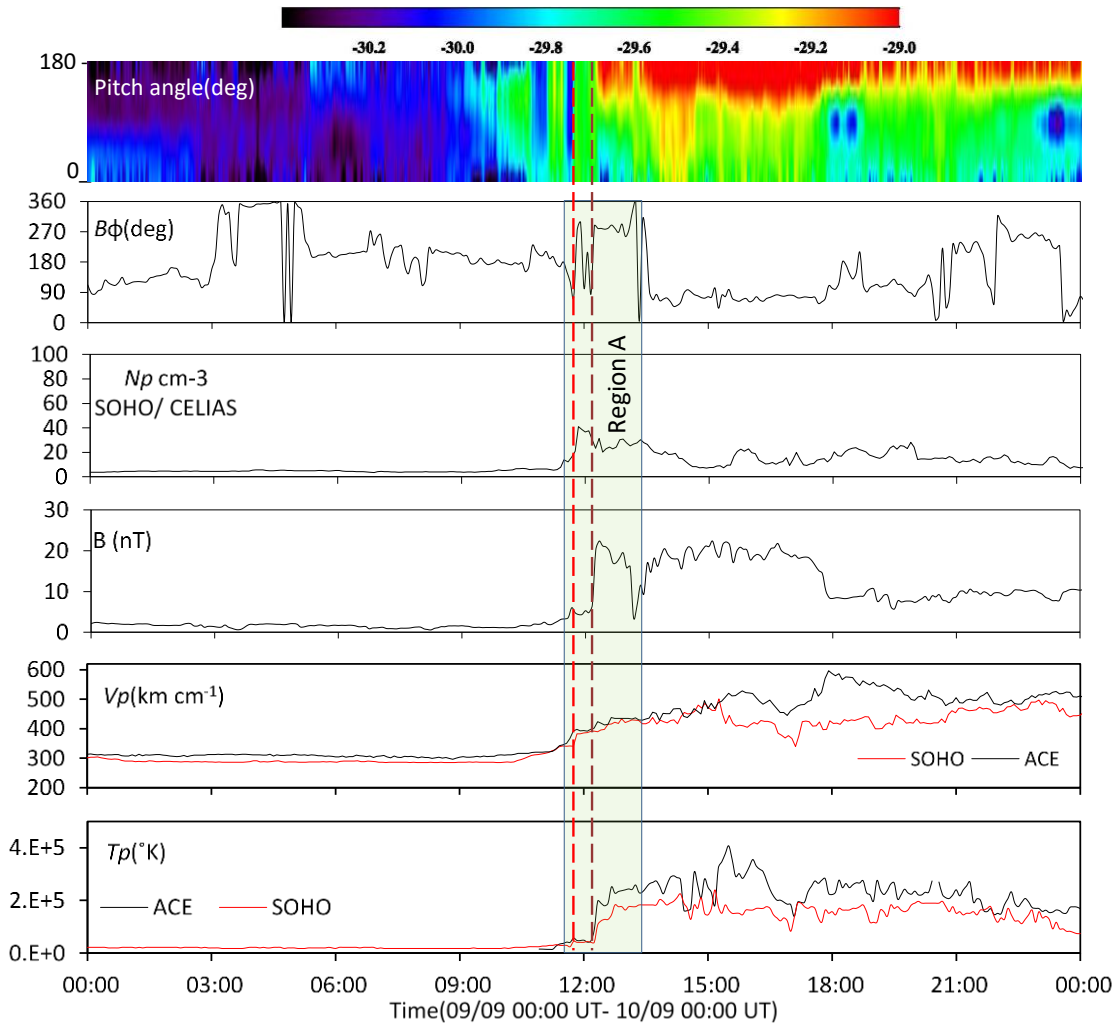 -30.2 -30.0 -29.8 -29.6 -29.4 -29.2 -29.0
180
Pitch angle(deg)
0
360
Bϕ(deg)
270
180
90
0
100
Np cm-3
80
SOHO/ CELIAS
60
40
20
0
Region A
30
B (nT)
20
10
0
600
Vp(km cm⁻¹)
500
400
300
SOHO ACE
200
4.E+5
Tp(˚K)
2.E+5
ACE SOHO
0.E+0
00:00 03:00 06:00 09:00 12:00 15:00 18:00 21:00 00:00
Time(09/09 00:00 UT- 10/09 00:00 UT)